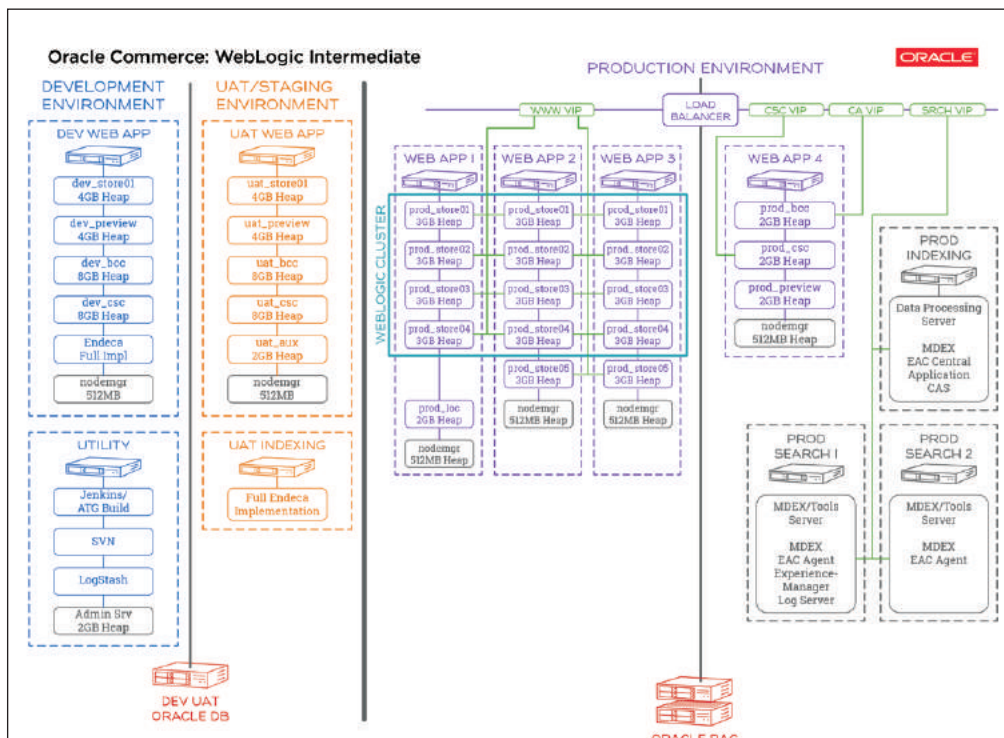 Oracle Commerce: WebLogic Intermediate
ORACLE
DEVELOPMENT
ENVIRONMENT
DEV WEB APP
dev_store01
4GB Heap
dev_preview
4GB Heap
dev_bcc
8GB Heap
dev_csc
8GB Heap
Endeca
Full Impl
nodemgr
512MB
UTILITY
Jenkins/
ATG Build
SVN
LogStash
Admin Srv
2GB Heap
UAT/STAGING
ENVIRONMENT
UAT WEB APP
uat_store01
4GB Heap
uat_preview
4GB Heap
uat_bcc
8GB Heap
uat_csc
8GB Heap
uat_aux
2GB Heap
nodemgr
512MB
UAT INDEXING
Full Endeca
Implementation
DEV UAT
ORACLE DB
PRODUCTION ENVIRONMENT
WWW VIP
LOAD
BALANCER
CSC VIP
CA VIP
SRCH VIP
WEBLOGIC CLUSTER
WEB APP 1
prod_store01
3GB Heap
prod_store02
3GB Heap
prod_store03
3GB Heap
prod_store04
3GB Heap
prod_loc
2GB Heap
nodemgr
512MB Heap
WEB APP 2
prod_store01
3GB Heap
prod_store02
3GB Heap
prod_store03
3GB Heap
prod_store04
3GB Heap
prod_store05
3GB Heap
nodemgr
512MB Heap
WEB APP 3
prod_store01
3GB Heap
prod_store02
3GB Heap
prod_store03
3GB Heap
prod_store04
3GB Heap
prod_store05
3GB Heap
nodemgr
512MB Heap
WEB APP 4
prod_bcc
2GB Heap
prod_csc
2GB Heap
prod_preview
2GB Heap
nodemgr
512MB Heap
PROD
INDEXING
Data Processing
Server
MDEX
EAC Central
Application
CAS
PROD
SEARCH 1
MDEX/Tools
Server
MDEX
EAC Agent
Experience-
Manager
Log Server
PROD
SEARCH 2
MDEX/Tools
Server
MDEX
EAC Agent
ORACLE RAC